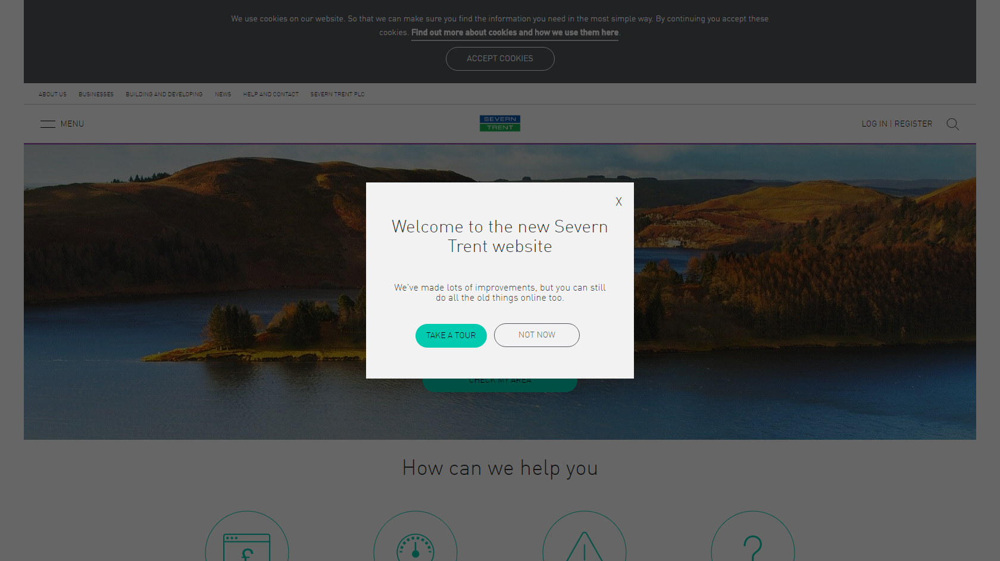 We use cookies on our website. So that we can make sure you find the information you need in the most simple way. By continuing you accept these
cookies. Find out more about cookies and how we use them here.
ACCEPT COOKIES
ABOUT US BUSINESSES BUILDING AND DEVELOPING NEWS HELP AND CONTACT SEVERN TRENT PLC
MENU
SEVERN
TRENT
LOG IN | REGISTER
X
Welcome to the new Severn
Trent website
We've made lots of improvements, but you can still
do all the old things online too.
TAKE A TOUR
NOT NOW
CHECK MY AREA
How can we help you
£
?